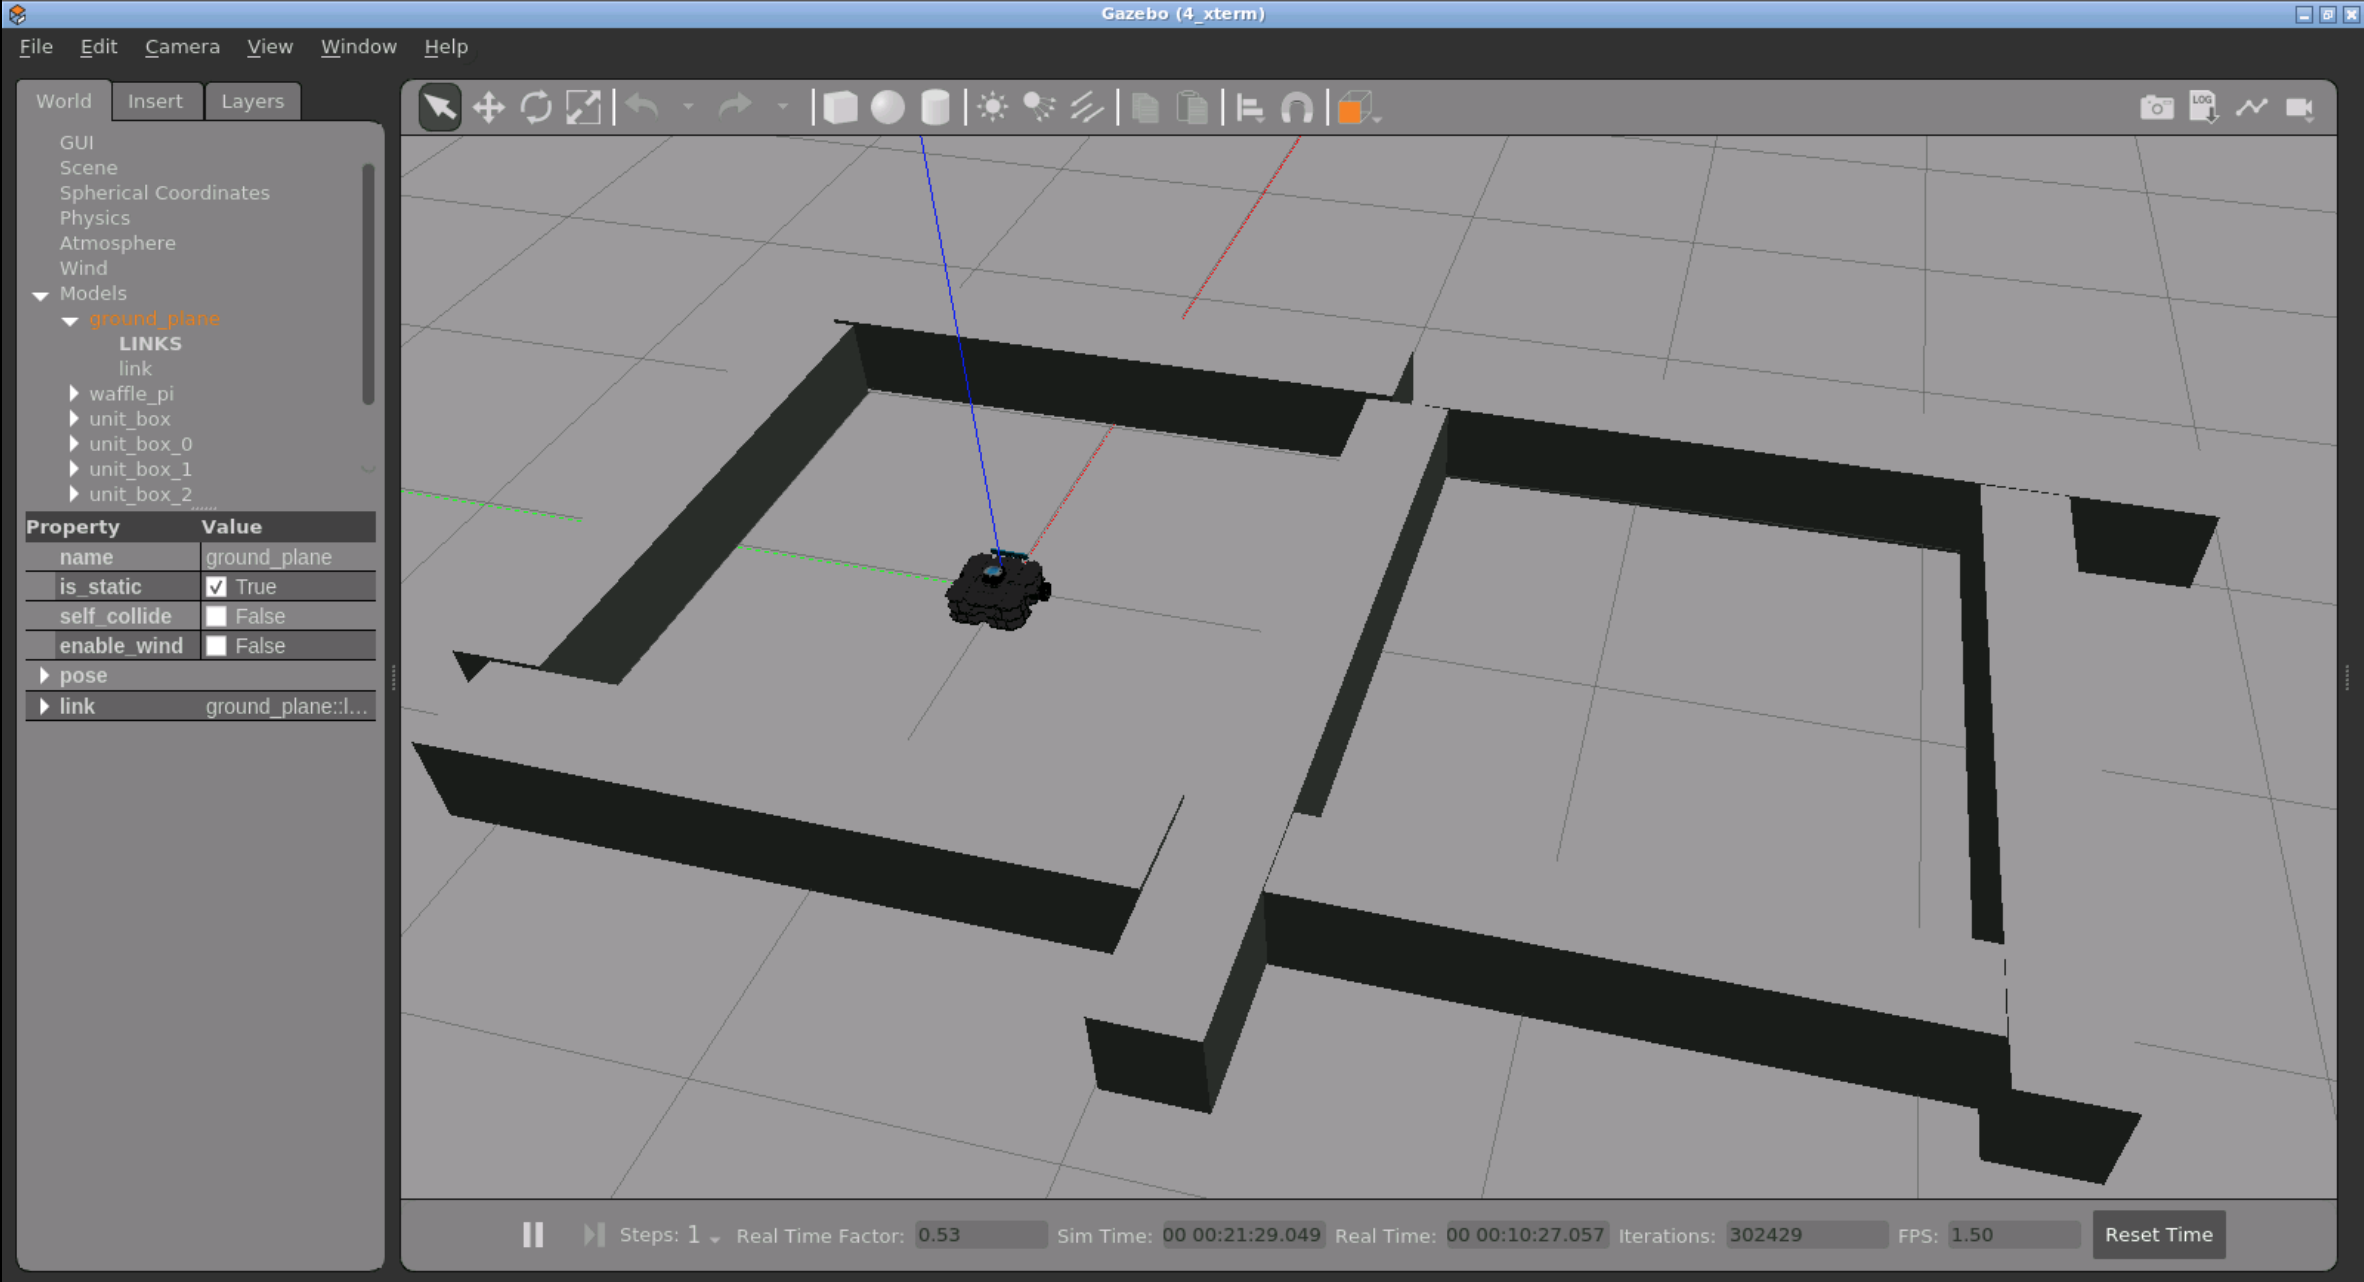 Gazebo (4_xterm)
File Edit Camera View Window Help
World Insert Layers
GUI
Scene
Spherical Coordinates
Physics
Atmosphere
Wind
Models
ground_plane
LINKS
link
waffle_pi
unit_box
unit_box_0
unit_box_1
unit_box_2
Property Value
name ground_plane
is_static True
self_collide False
enable_wind False
pose
link ground_plane::l...
LOG
Steps: 1 Real Time Factor: 0.53 Sim Time: 00 00:21:29.049 Real Time: 00 00:10:27.057 Iterations: 302429 FPS: 1.50 Reset Time